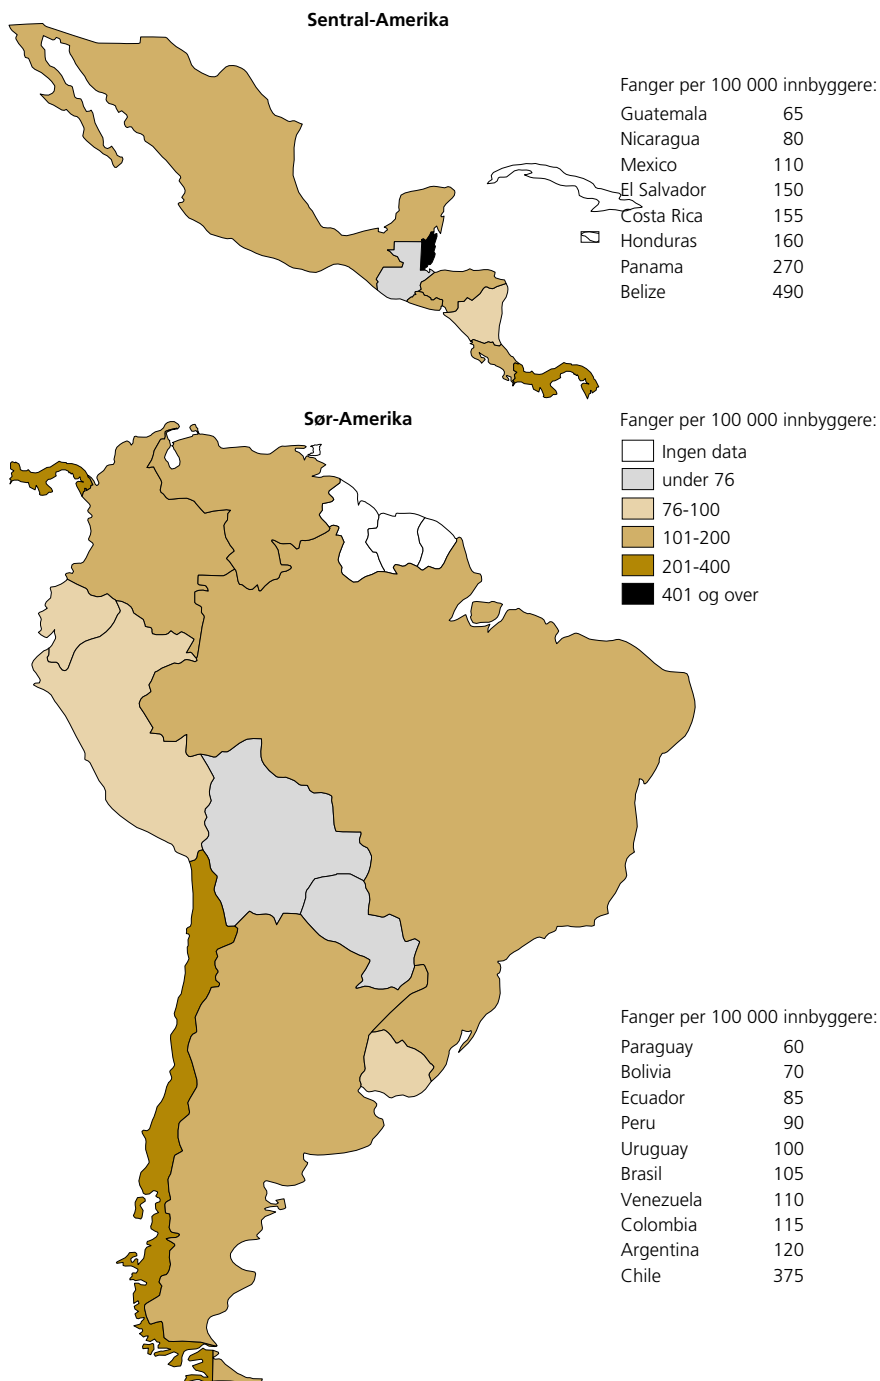 Sentral-Amerika
Fanger per 100 000 innbyggere:
Guatemala 65
Nicaragua 80
Mexico 110
El Salvador 150
Costa Rica 155
Honduras 160
Panama 270
Belize 490
Sør-Amerika
Fanger per 100 000 innbyggere:
Ingen data
under 76
76-100
101-200
201-400
401 og over
Fanger per 100 000 innbyggere:
Paraguay 60
Bolivia 70
Ecuador 85
Peru 90
Uruguay 100
Brasil 105
Venezuela 110
Colombia 115
Argentina 120
Chile 375